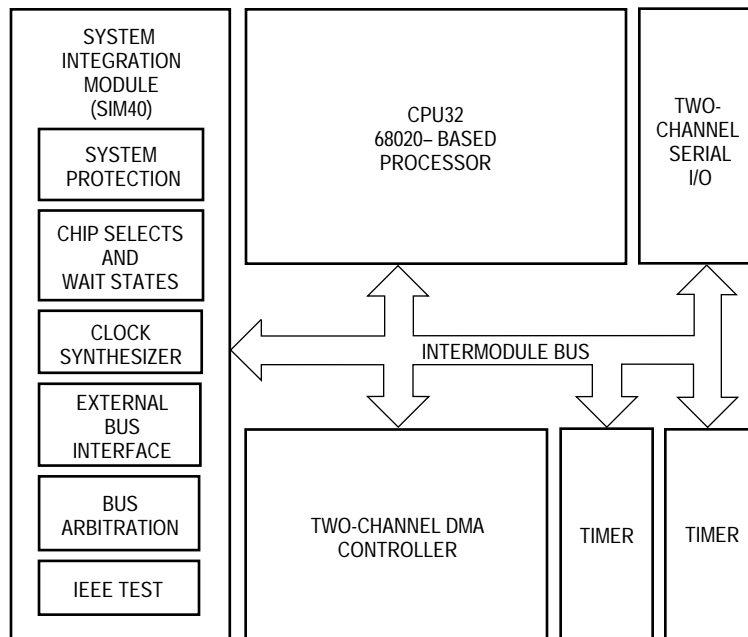 SYSTEM
INTEGRATION
MODULE
(SIM40)
SYSTEM
PROTECTION
CHIP SELECTS
AND
WAIT STATES
CLOCK
SYNTHESIZER
EXTERNAL
BUS
INTERFACE
BUS
ARBITRATION
IEEE TEST
CPU32
68020– BASED
PROCESSOR
TWO-
CHANNEL
SERIAL
I/O
INTERMODULE BUS
TWO-CHANNEL DMA
CONTROLLER
TIMER
TIMER